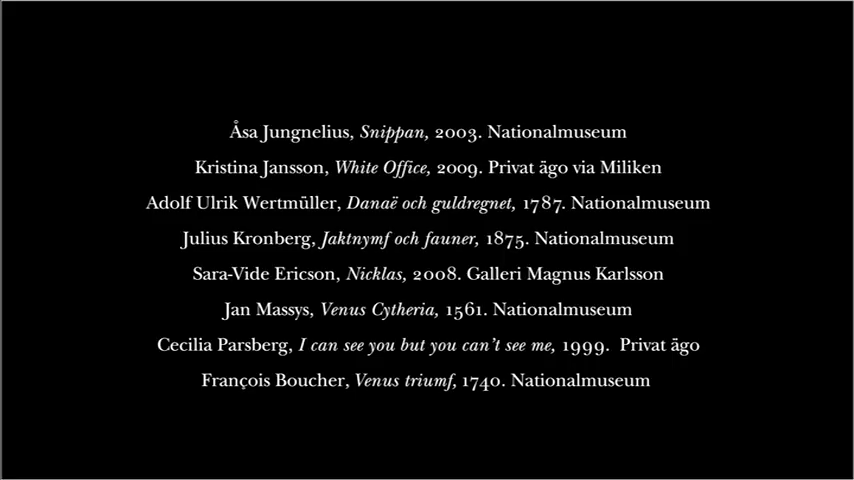 Åsa Jungnelius, Snippan, 2003. Nationalmuseum
Kristina Jansson, White Office, 2009. Privat ägo via Miliken
Adolf Ulrik Wertmüller, Danaë och guldregnet, 1787. Nationalmuseum
Julius Kronberg, Jaktnymf och fauner, 1875. Nationalmuseum
Sara-Vide Ericson, Nicklas, 2008. Galleri Magnus Karlsson
Jan Massys, Venus Cytheria, 1561. Nationalmuseum
Cecilia Parsberg, I can see you but you can't see me, 1999. Privat ägo
François Boucher, Venus triumf, 1740. Nationalmuseum